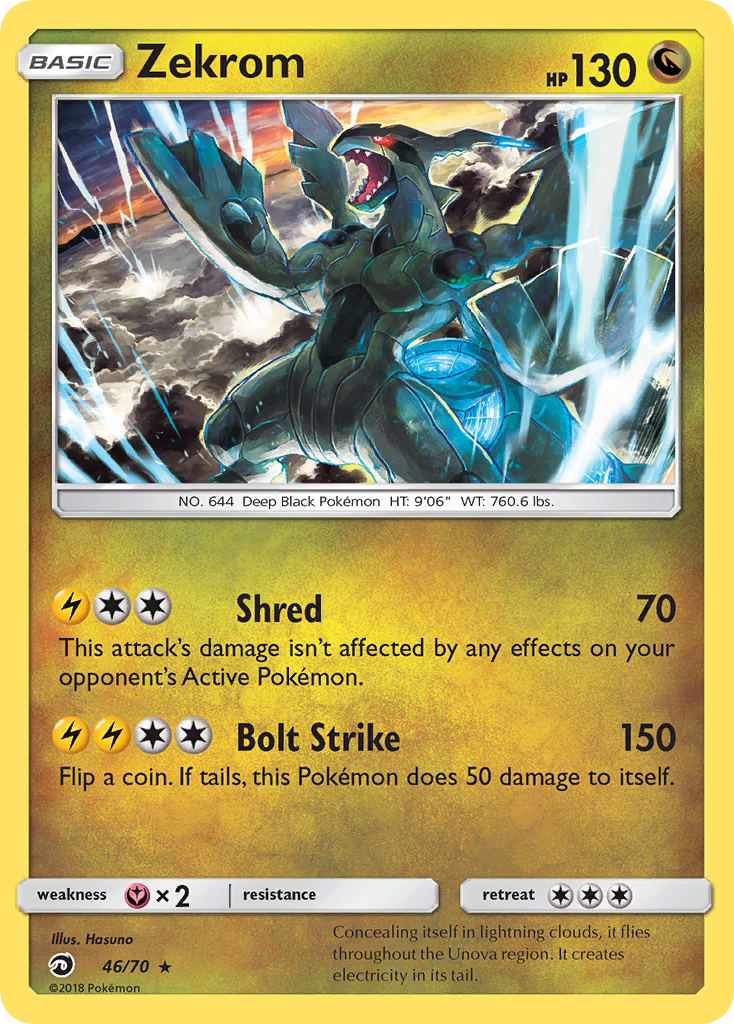 BASIC Zekrom HP 130
NO. 644 Deep Black Pokémon HT: 9'06" WT: 760.6 lbs.
Shred 70
This attack's damage isn't affected by any effects on your
opponent's Active Pokémon.
Bolt Strike 150
Flip a coin. If tails, this Pokémon does 50 damage to itself.
weakness ×2 resistance retreat
Illus. Hasuno
46/70 ★
©2018 Pokémon
Concealing itself in lightning clouds, it flies
throughout the Unova region. It creates
electricity in its tail.